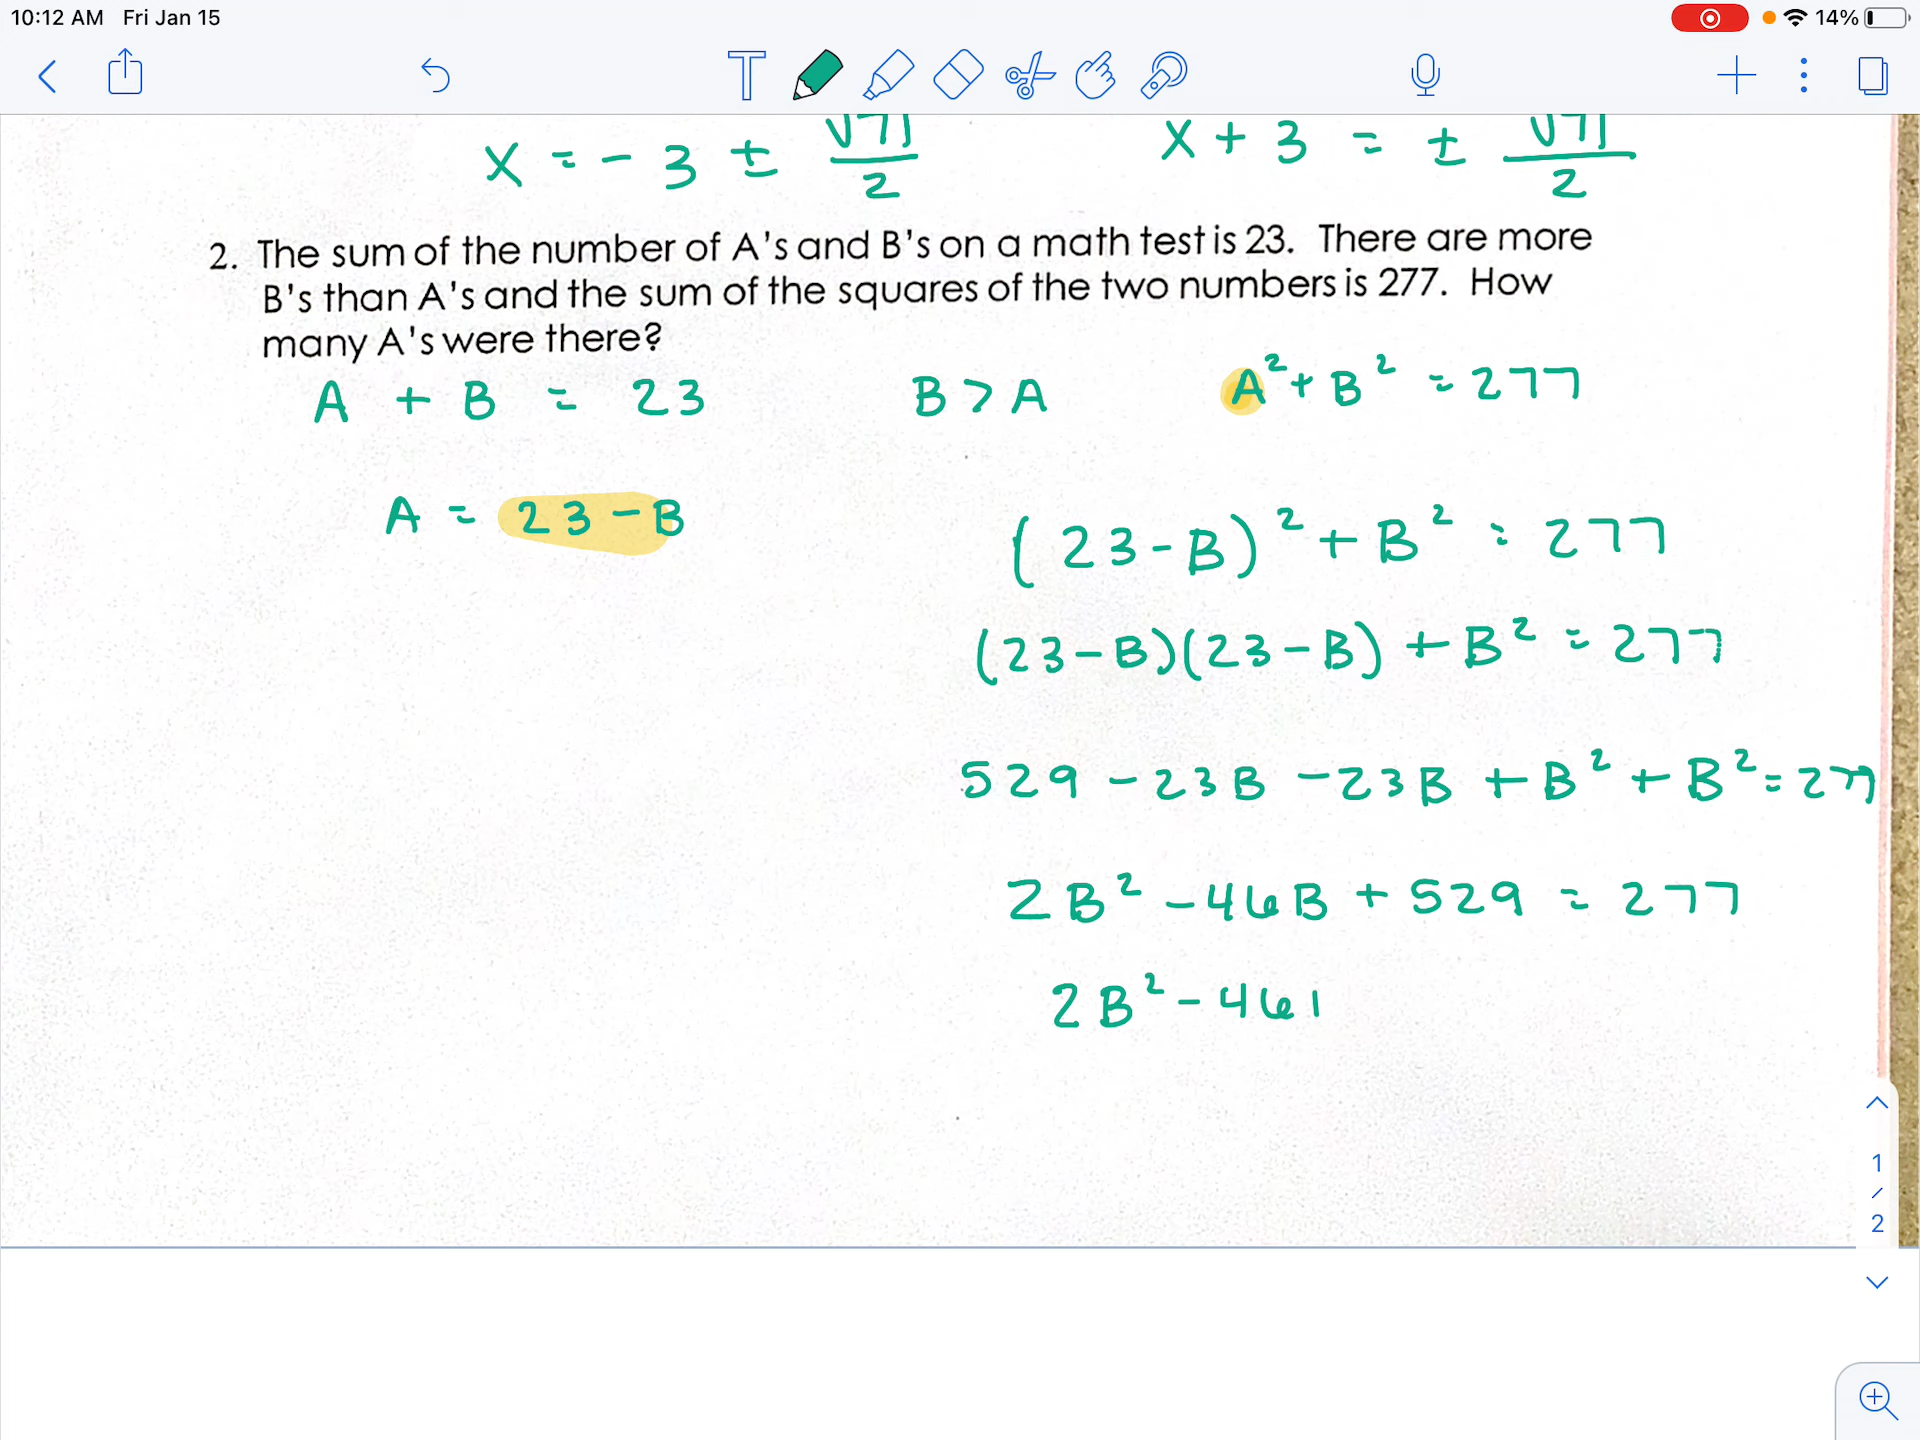 10:12 AM Fri Jan 15 14%
T
x = - 3 ± √71/2 x + 3 = ± √71/2
2. The sum of the number of A's and B's on a math test is 23. There are more
B's than A's and the sum of the squares of the two numbers is 277. How
many A's were there?
A + B = 23 B > A A² + B² = 277
A = 23 - B
(23 - B)² + B² = 277
(23 - B)(23 - B) + B² = 277
529 - 23B - 23B + B² + B² = 277
2B² - 46B + 529 = 277
2B² - 46
1
/
2